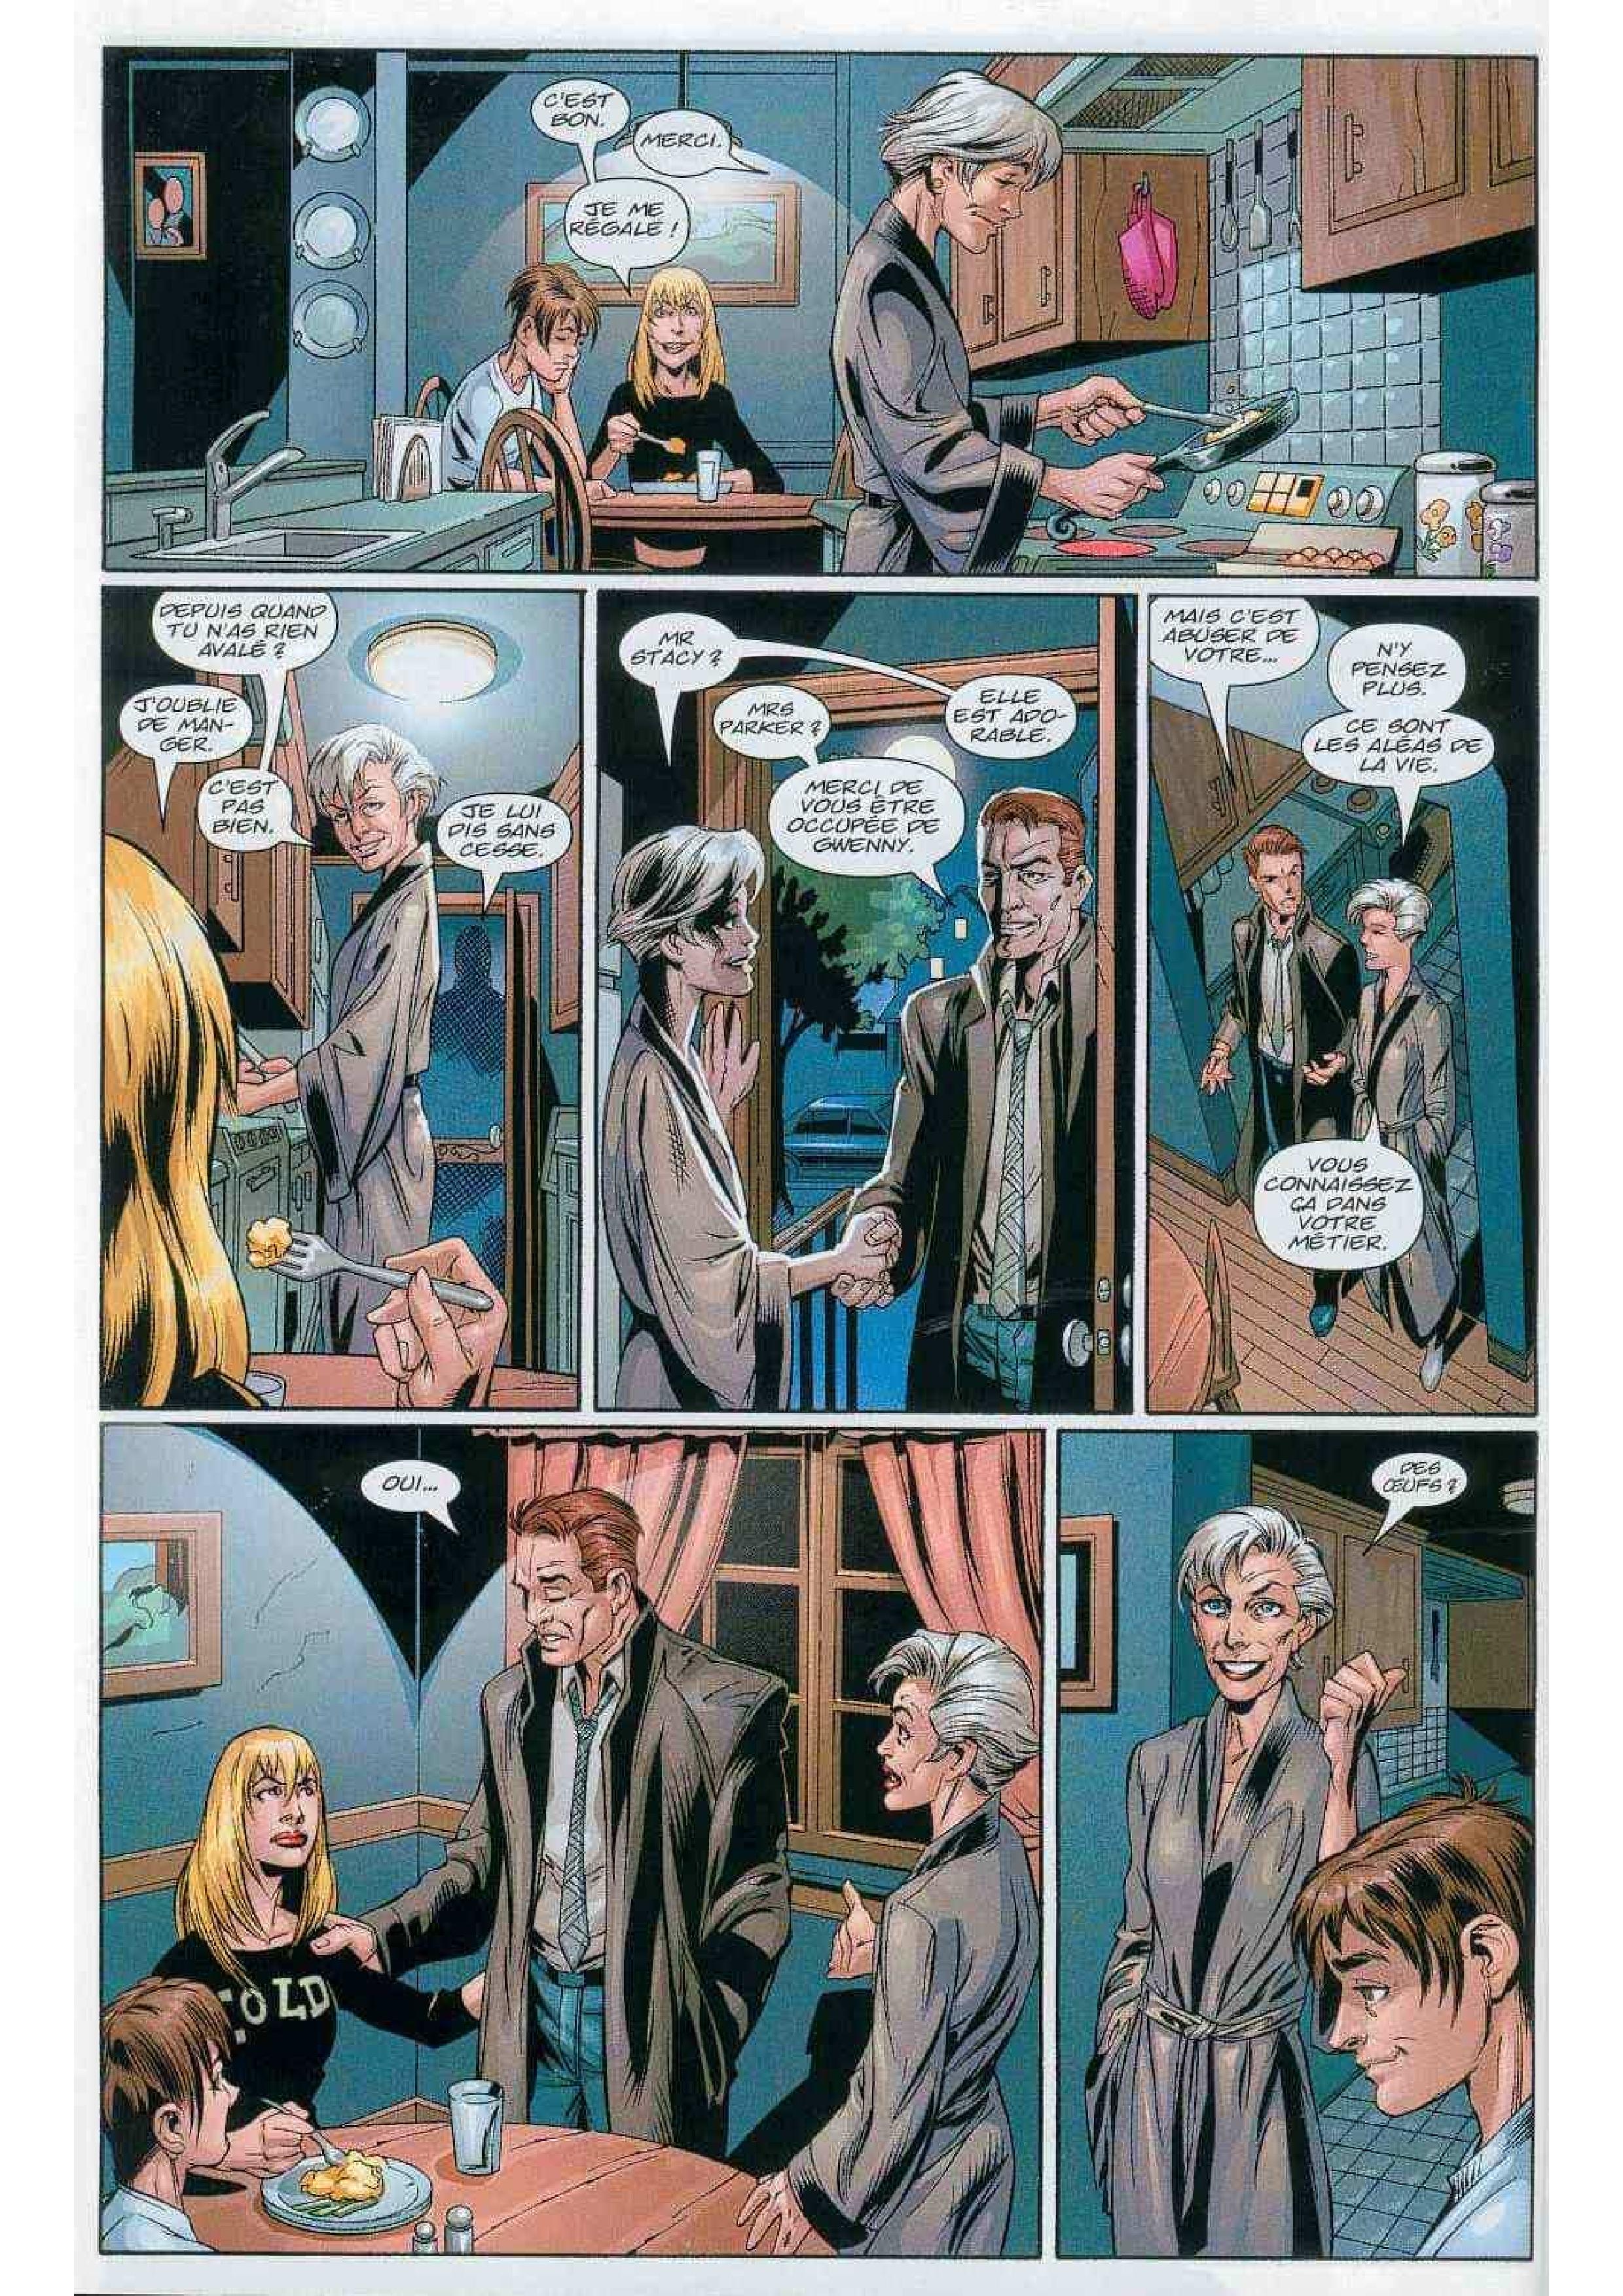 C'EST
BON.
MERCI.
JE ME
RÉGALE !
DEPUIS QUAND
TU N'AS RIEN
AVALÉ ?
J'OUBLIE
DE MAN-
GER.
C'EST
PAS
BIEN.
JE LUI
DIS SANS
CESSE.
MR
STACY ?
MRS
PARKER ?
ELLE
EST ADO-
RABLE.
MERCI DE
VOUS ÊTRE
OCCUPÉE DE
GWENNY.
MAIS C'EST
ABUSER DE
VOTRE...
N'Y
PENSEZ
PLUS.
CE SONT
LES ALÉAS DE
LA VIE.
VOUS
CONNAISSEZ
ÇA DANS
VOTRE
MÉTIER.
OUI...
OLD
DES
ŒUFS ?